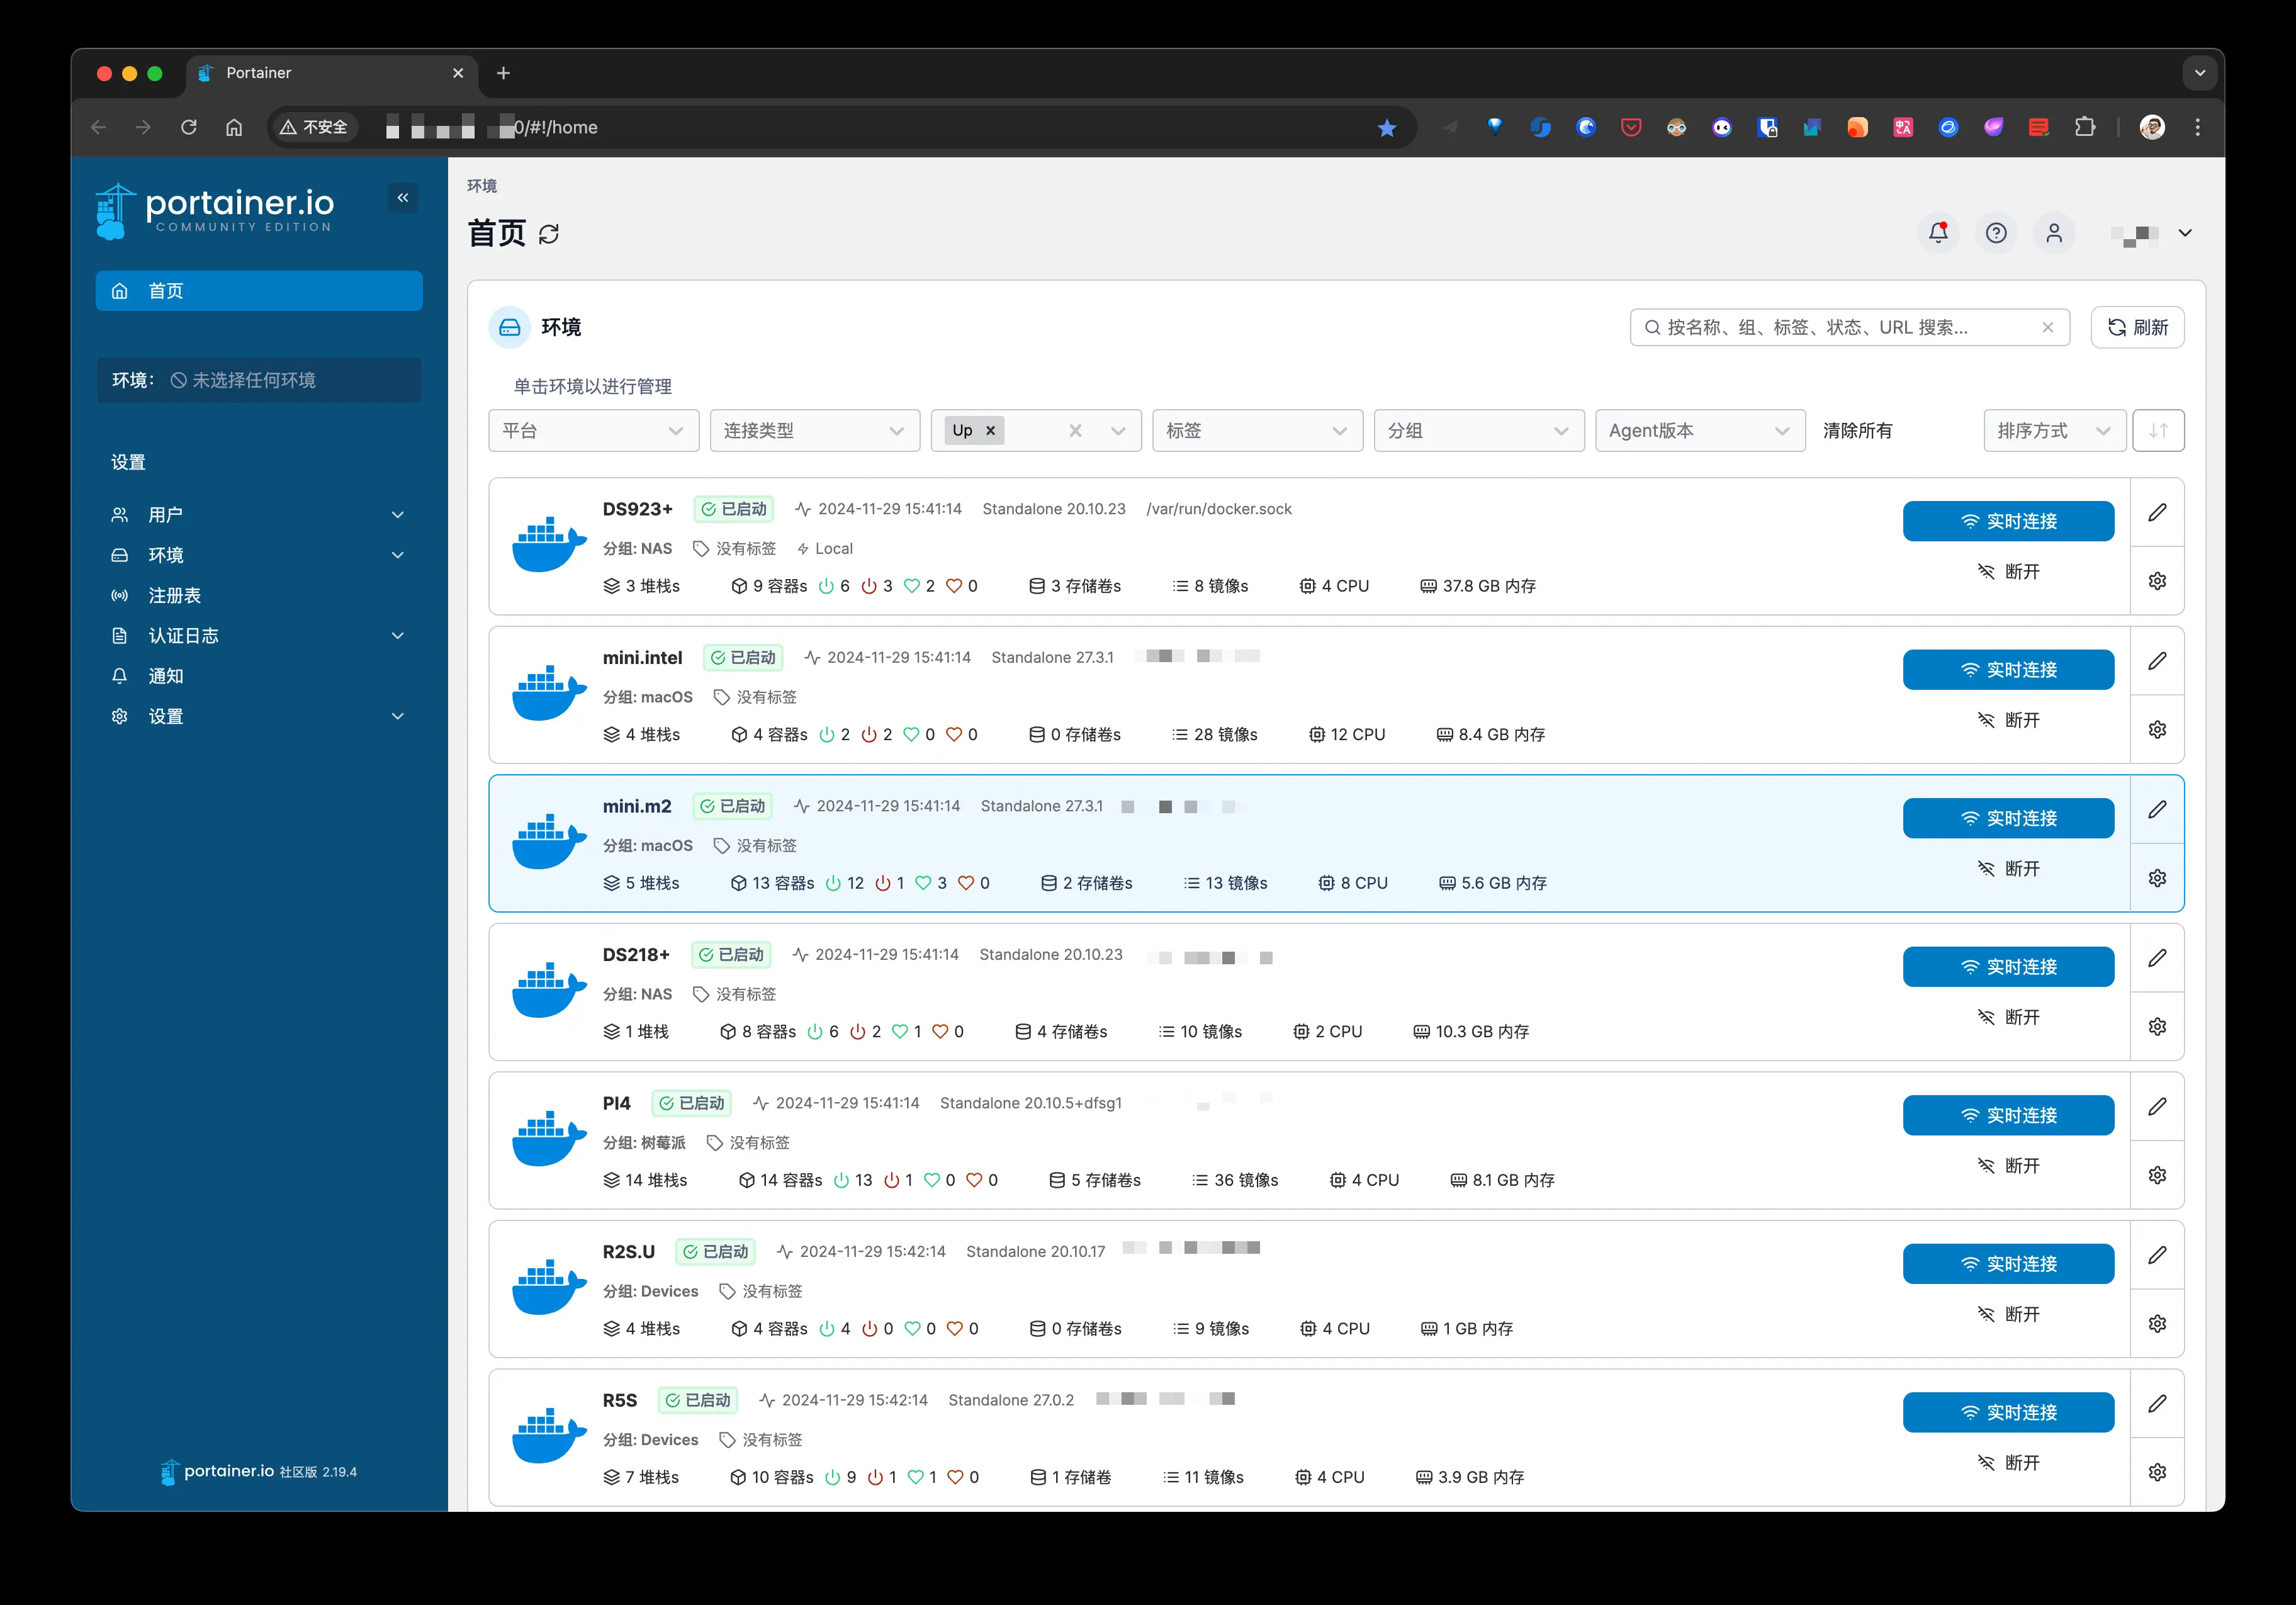 Portainer
不安全 0/#!/home
portainer.io
COMMUNITY EDITION
首页
环境: 未选择任何环境
设置
用户
环境
注册表
认证日志
通知
设置
portainer.io 社区版 2.19.4
环境
首页
环境
按名称、组、标签、状态、URL 搜索...
刷新
单击环境以进行管理
平台 连接类型 Up 标签 分组 Agent版本 清除所有 排序方式
DS923+ 已启动 2024-11-29 15:41:14 Standalone 20.10.23 /var/run/docker.sock
分组: NAS 没有标签 Local
3 堆栈s 9 容器s 6 3 2 0 3 存储卷s 8 镜像s 4 CPU 37.8 GB 内存
实时连接
断开
mini.intel 已启动 2024-11-29 15:41:14 Standalone 27.3.1
分组: macOS 没有标签
4 堆栈s 4 容器s 2 2 0 0 0 存储卷s 28 镜像s 12 CPU 8.4 GB 内存
实时连接
断开
mini.m2 已启动 2024-11-29 15:41:14 Standalone 27.3.1
分组: macOS 没有标签
5 堆栈s 13 容器s 12 1 3 0 2 存储卷s 13 镜像s 8 CPU 5.6 GB 内存
实时连接
断开
DS218+ 已启动 2024-11-29 15:41:14 Standalone 20.10.23
分组: NAS 没有标签
1 堆栈 8 容器s 6 2 1 0 4 存储卷s 10 镜像s 2 CPU 10.3 GB 内存
实时连接
断开
PI4 已启动 2024-11-29 15:41:14 Standalone 20.10.5+dfsg1
分组: 树莓派 没有标签
14 堆栈s 14 容器s 13 1 0 0 5 存储卷s 36 镜像s 4 CPU 8.1 GB 内存
实时连接
断开
R2S.U 已启动 2024-11-29 15:42:14 Standalone 20.10.17
分组: Devices 没有标签
4 堆栈s 4 容器s 4 0 0 0 0 存储卷s 9 镜像s 4 CPU 1 GB 内存
实时连接
断开
R5S 已启动 2024-11-29 15:42:14 Standalone 27.0.2
分组: Devices 没有标签
7 堆栈s 10 容器s 9 1 1 0 1 存储卷 11 镜像s 4 CPU 3.9 GB 内存
实时连接
断开